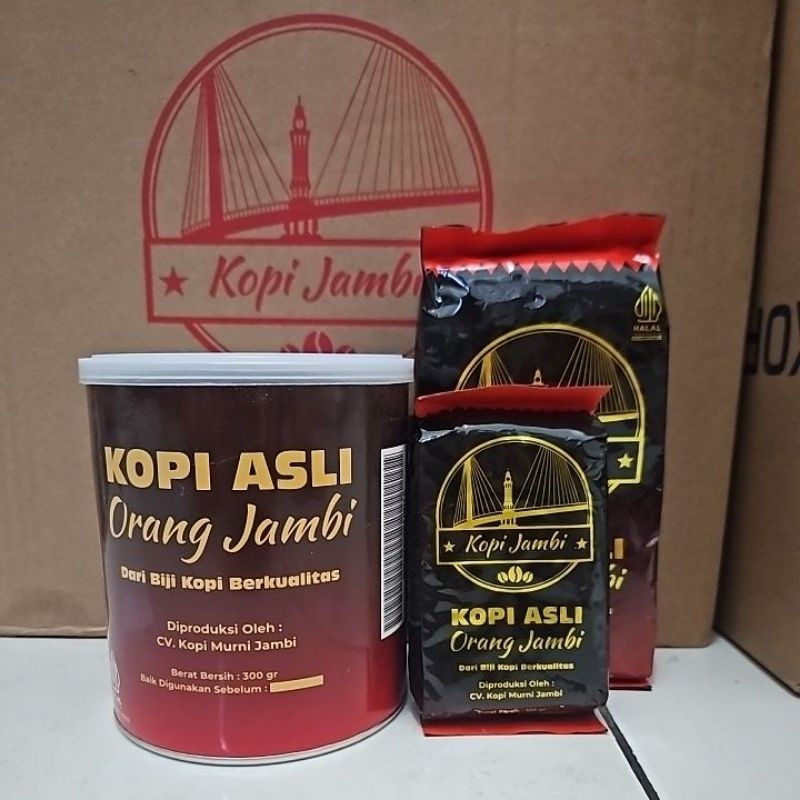 Kopi Jambi
HALAL
KOPI ASLI
Orang Jambi
Dari Biji Kopi Berkualitas
Diproduksi Oleh :
CV. Kopi Murni Jambi
Berat Bersih : 300 gr
Baik Digunakan Sebelum :
Kopi Jambi
KOPI ASLI
Orang Jambi
Dari Biji Kopi Berkualitas
Diproduksi Oleh :
CV. Kopi Murni Jambi